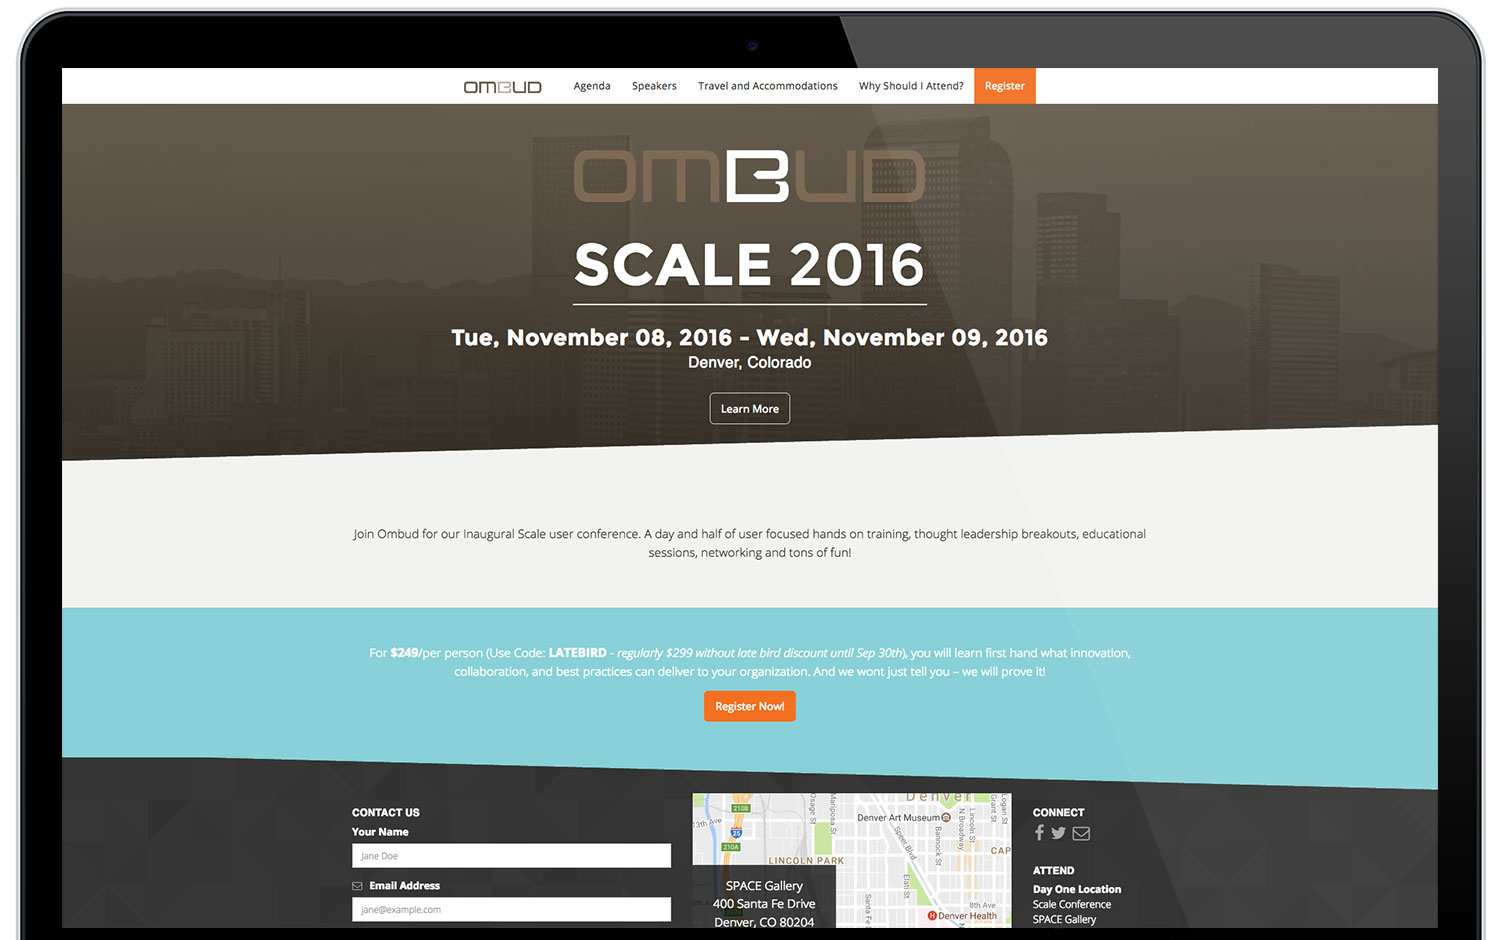 OMBUD Agenda Speakers Travel and Accommodations Why Should I Attend? Register
OMBUD
SCALE 2016
Tue, November 08, 2016 - Wed, November 09, 2016
Denver, Colorado
Learn More
Join Ombud for our Inaugural Scale user conference. A day and half of user focused hands on training, thought leadership breakouts, educational
sessions, networking and tons of fun!
For $249/per person (Use Code: LATEBIRD - regularly $299 without late bird discount until Sep 30th), you will learn first hand what innovation,
collaboration, and best practices can deliver to your organization. And we wont just tell you – we will prove it!
Register Now!
CONTACT US
Your Name
Jane Doe
Email Address
jane@example.com
Denver
210B
Osage St
Mariposa St
Logan St
Grant St
Lincoln St
N Broadway
Bannock St
Denver Art Museum
13th Ave
25
210A
Speer Blvd
CAP
LINCOLN PARK
Elati St
Santa Fe
8th Ave
Denver Health
SPACE Gallery
400 Santa Fe Drive
Denver, CO 80204
CONNECT
ATTEND
Day One Location
Scale Conference
SPACE Gallery